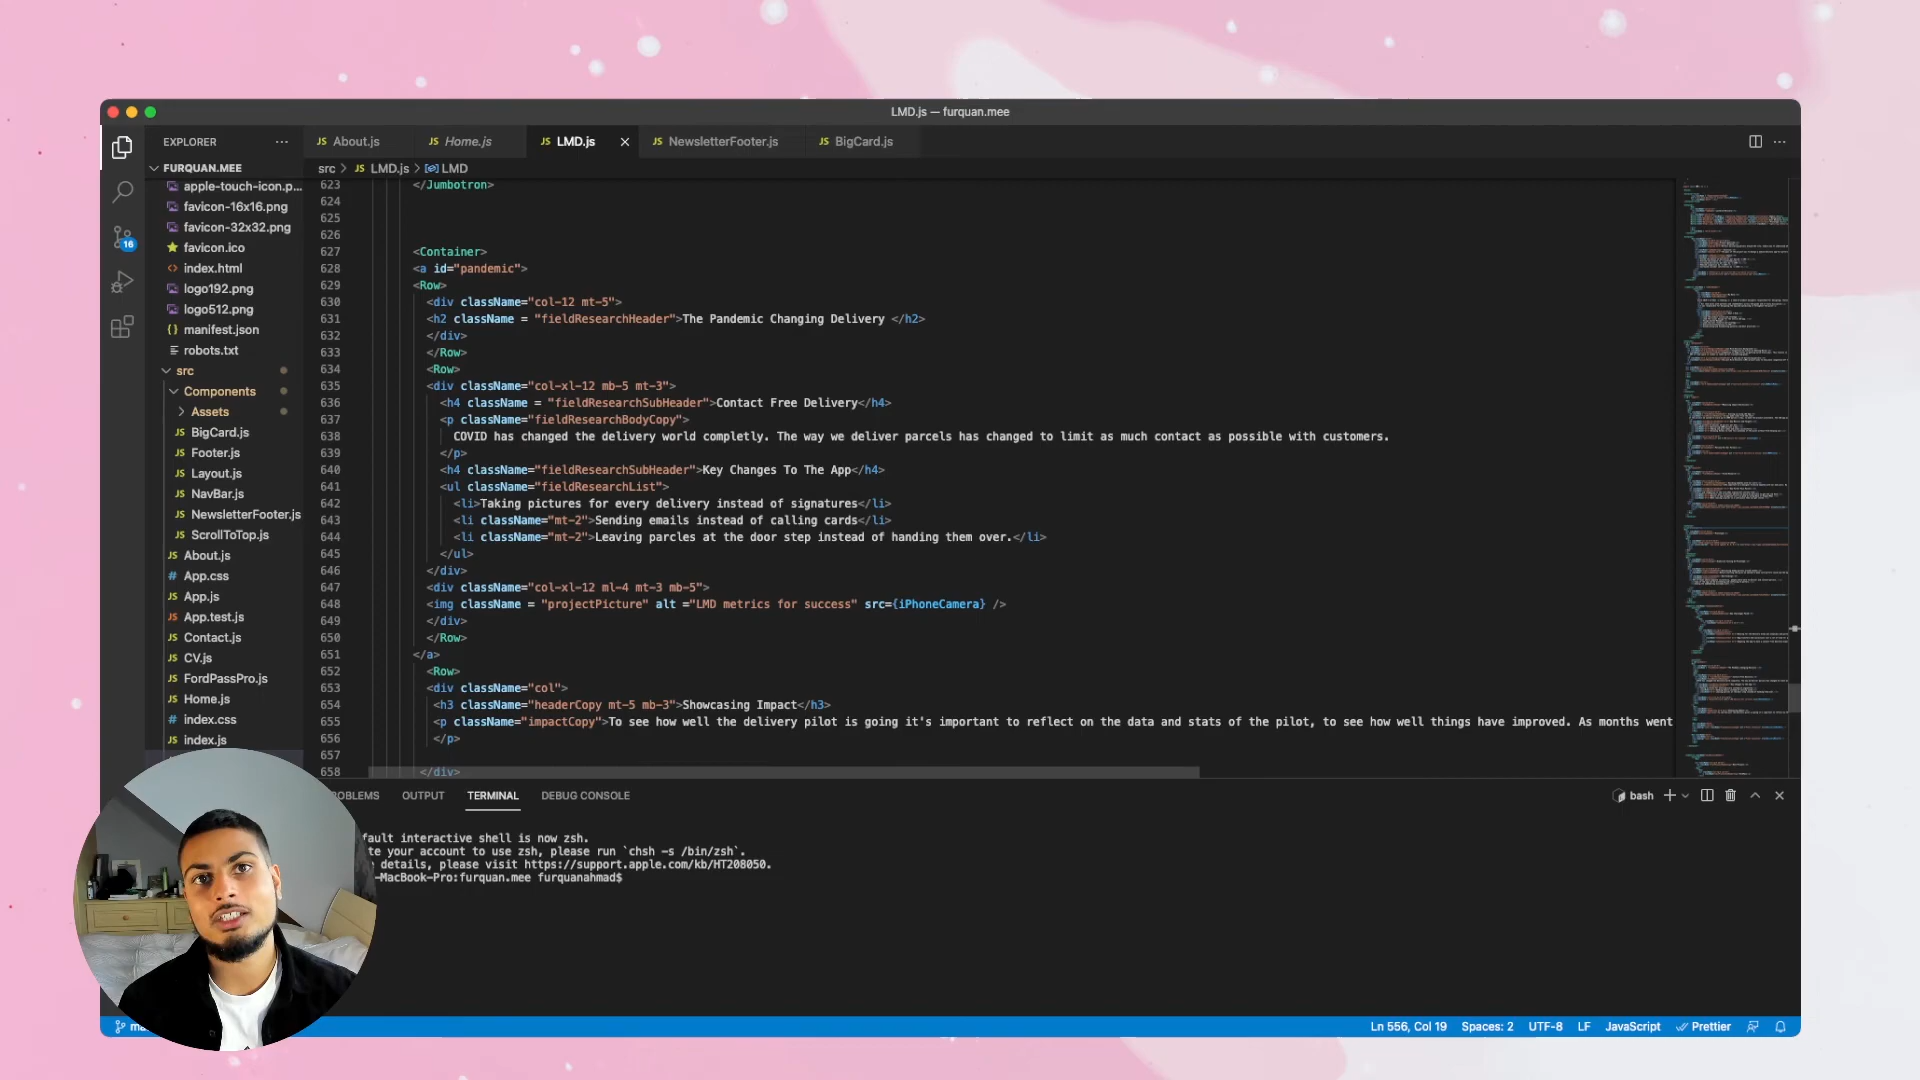 LMD.js — furquan.mee
EXPLORER
About.js
Home.js
LMD.js
NewsletterFooter.js
BigCard.js
FURQUAN.MEE
src > LMD.js > LMD
apple-touch-icon.p...
favicon-16x16.png
favicon-32x32.png
favicon.ico
index.html
logo192.png
logo512.png
manifest.json
robots.txt
src
Components
Assets
BigCard.js
Footer.js
Layout.js
NavBar.js
NewsletterFooter.js
ScrollToTop.js
About.js
App.css
App.js
App.test.js
Contact.js
CV.js
FordPassPro.js
Home.js
index.css
index.js
16
623 </Jumbotron>
624
625
626
627 <Container>
628 <a id="pandemic">
629 <Row>
630 <div className="col-12 mt-5">
631 <h2 className = "fieldResearchHeader">The Pandemic Changing Delivery </h2>
632 </div>
633 </Row>
634 <Row>
635 <div className="col-xl-12 mb-5 mt-3">
636 <h4 className = "fieldResearchSubHeader">Contact Free Delivery</h4>
637 <p className="fieldResearchBodyCopy">
638 COVID has changed the delivery world completly. The way we deliver parcels has changed to limit as much contact as possible with customers.
639 </p>
640 <h4 className="fieldResearchSubHeader">Key Changes To The App</h4>
641 <ul className="fieldResearchList">
642 <li>Taking pictures for every delivery instead of signatures</li>
643 <li className="mt-2">Sending emails instead of calling cards</li>
644 <li className="mt-2">Leaving parcles at the door step instead of handing them over.</li>
645 </ul>
646 </div>
647 <div className="col-xl-12 ml-4 mt-3 mb-5">
648 <img className = "projectPicture" alt ="LMD metrics for success" src={iPhoneCamera} />
649 </div>
650 </Row>
651 </a>
652 <Row>
653 <div className="col">
654 <h3 className="headerCopy mt-5 mb-3">Showcasing Impact</h3>
655 <p className="impactCopy">To see how well the delivery pilot is going it's important to reflect on the data and stats of the pilot, to see how well things have improved. As months went
656 </p>
657
658 </div>
OBLEMS
OUTPUT
TERMINAL
DEBUG CONSOLE
bash
fault interactive shell is now zsh.
te your account to use zsh, please run `chsh -s /bin/zsh`.
details, please visit https://support.apple.com/kb/HT208050.
-MacBook-Pro:furquan.mee furquanahmad$
Ln 556, Col 19
Spaces: 2
UTF-8
LF
JavaScript
Prettier